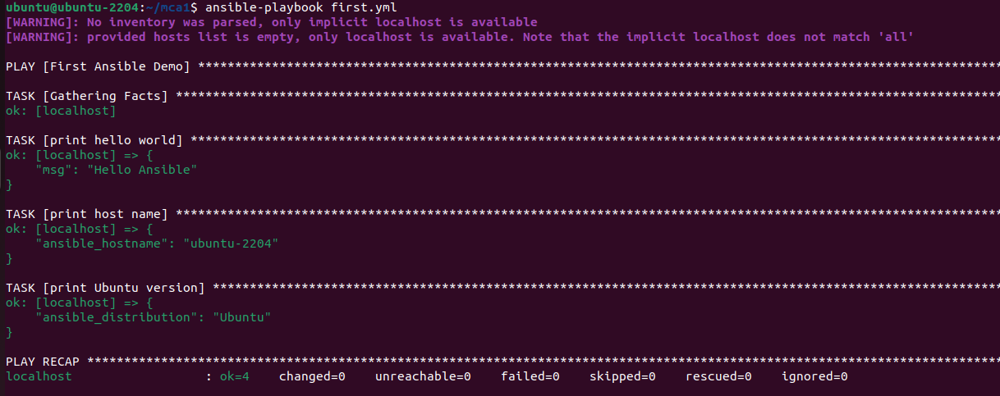 ubuntu@ubuntu-2204:~/mca1$ ansible-playbook first.yml
[WARNING]: No inventory was parsed, only implicit localhost is available
[WARNING]: provided hosts list is empty, only localhost is available. Note that the implicit localhost does not match 'all'
PLAY [First Ansible Demo] ***************************************************************************************************************
TASK [Gathering Facts] ******************************************************************************************************************
ok: [localhost]
TASK [print hello world] ****************************************************************************************************************
ok: [localhost] => {
    "msg": "Hello Ansible"
}
TASK [print host name] ******************************************************************************************************************
ok: [localhost] => {
    "ansible_hostname": "ubuntu-2204"
}
TASK [print Ubuntu version] *************************************************************************************************************
ok: [localhost] => {
    "ansible_distribution": "Ubuntu"
}
PLAY RECAP ******************************************************************************************************************************
localhost                  : ok=4    changed=0    unreachable=0    failed=0    skipped=0    rescued=0    ignored=0